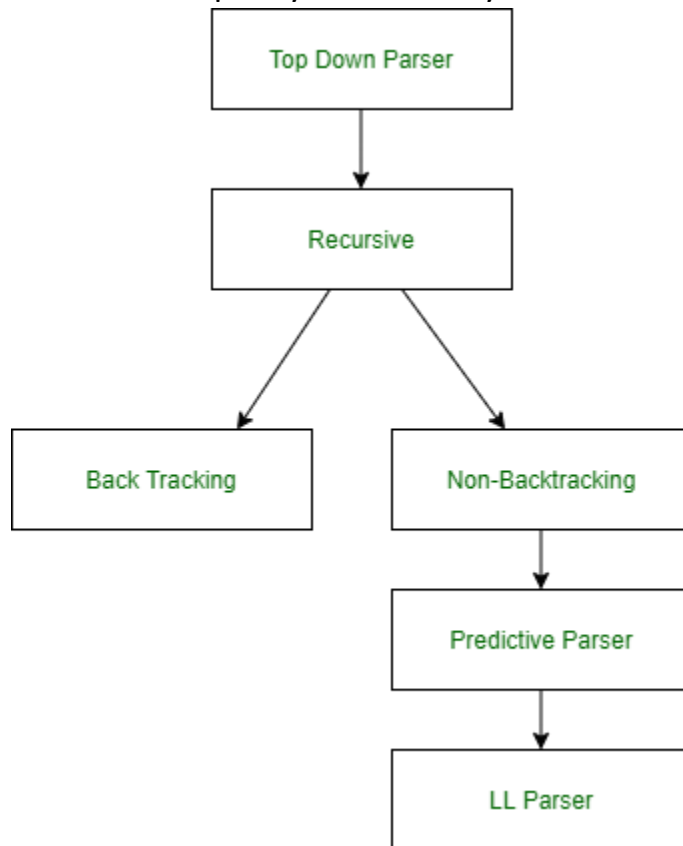 Top Down Parser
Recursive
Back Tracking
Non-Backtracking
Predictive Parser
LL Parser